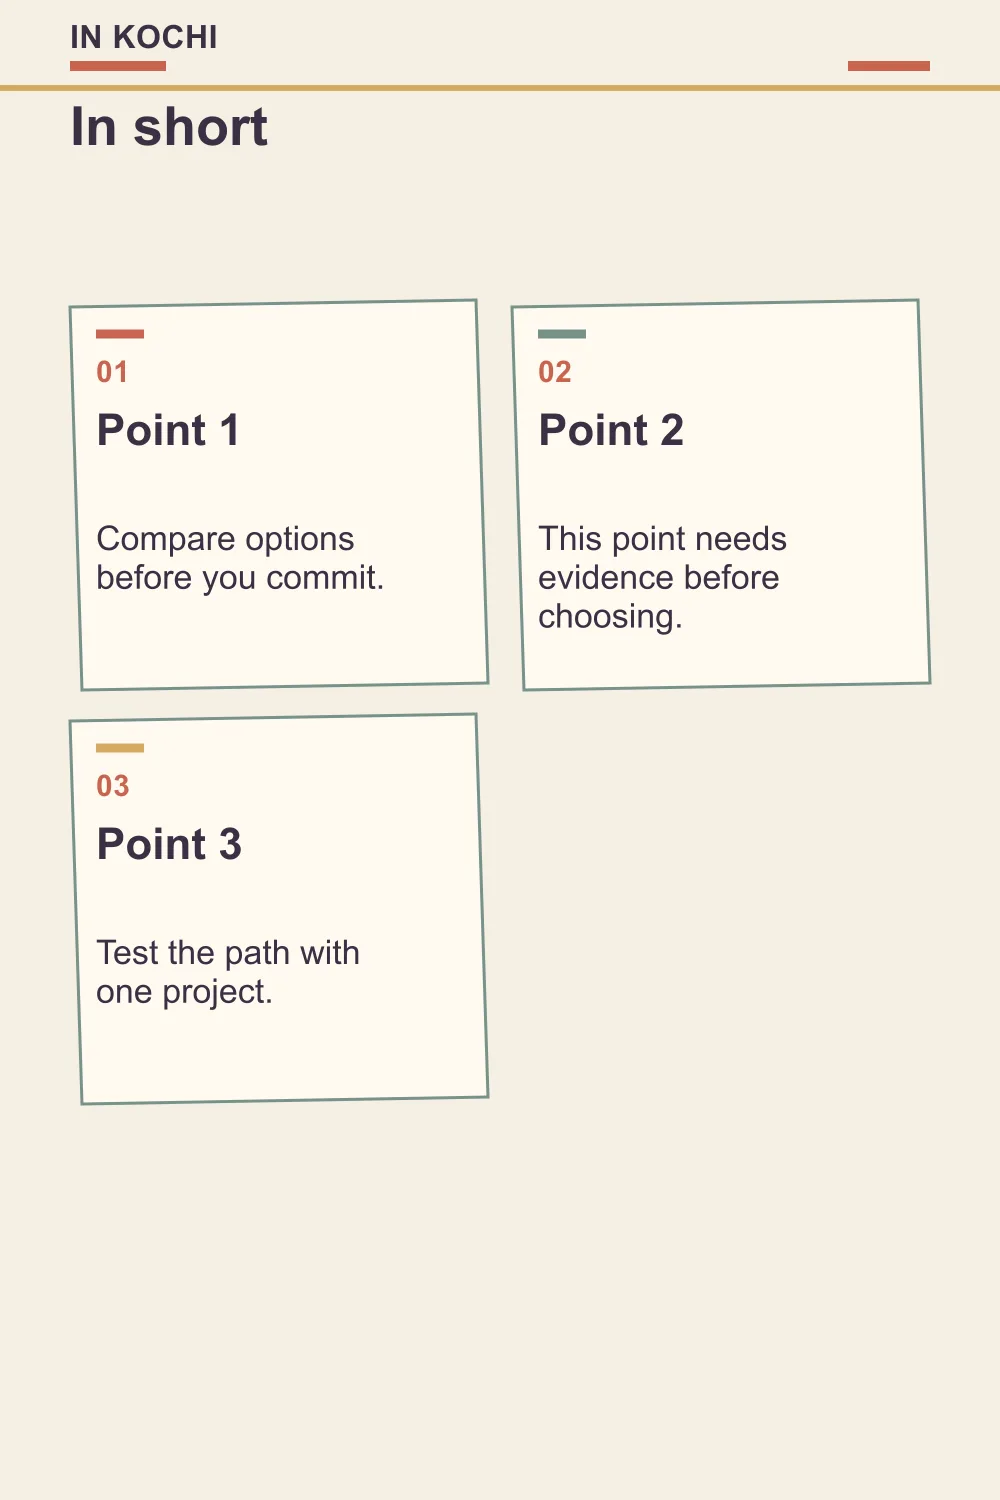 IN KOCHI
In short
01
Point 1
Compare options
before you commit.
02
Point 2
This point needs
evidence before
choosing.
03
Point 3
Test the path with
one project.